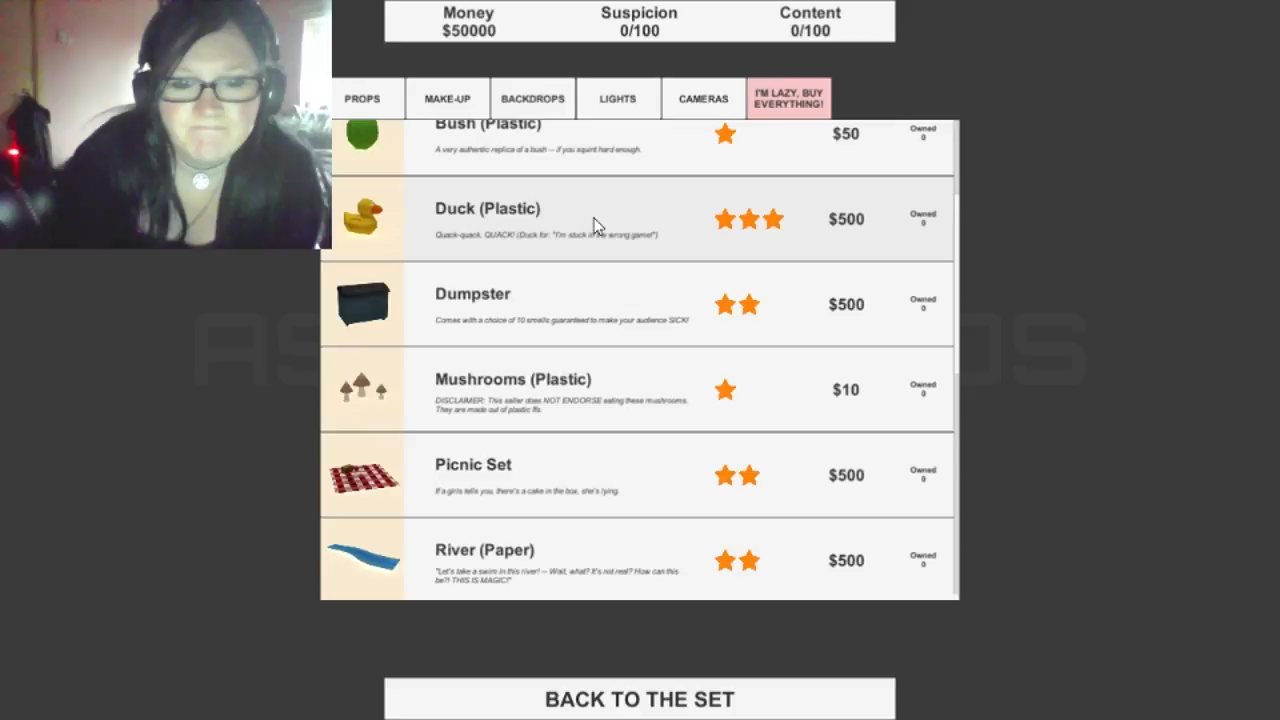 Money
$50000
Suspicion
0/100
Content
0/100
PROPS
MAKE-UP
BACKDROPS
LIGHTS
CAMERAS
I'M LAZY, BUY
EVERYTHING!
Bush (Plastic)
A very authentic replica of a bush -- if you squint hard enough.
$50
Owned
0
Duck (Plastic)
Quack-quack, QUACK! (Duck for: "I'm stuck in the wrong game!")
$500
Owned
0
Dumpster
Comes with a choice of 10 smells guaranteed to make your audience SICK!
$500
Owned
0
Mushrooms (Plastic)
DISCLAIMER: This seller does NOT ENDORSE eating these mushrooms.
They are made out of plastic ffs.
$10
Owned
0
Picnic Set
If a girls tells you, there's a cake in the box, she's lying.
$500
Owned
0
River (Paper)
"Let's take a swim in this river! -- Wait, what? It's not real? How can this
be?! THIS IS MAGIC!"
$500
Owned
0
BACK TO THE SET